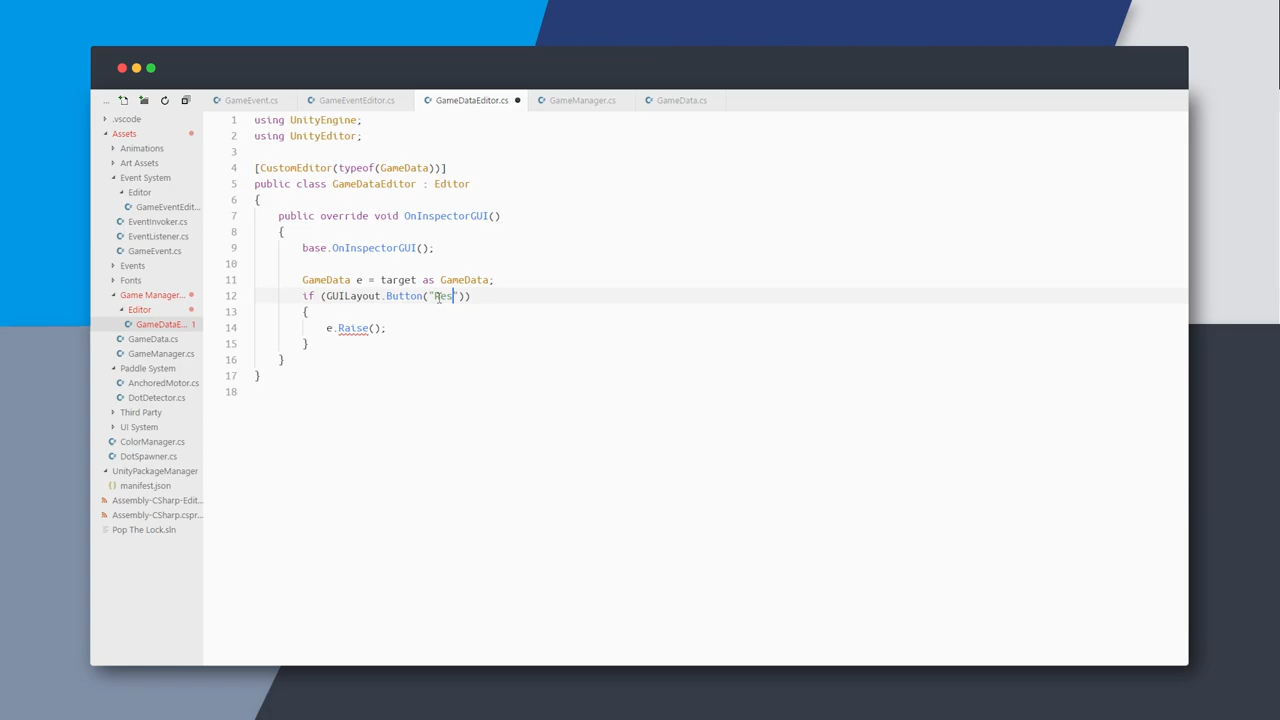 ... GameEvent.cs GameEventEditor.cs GameDataEditor.cs GameManager.cs GameData.cs
.vscode
Assets
Animations
Art Assets
Event System
Editor
GameEventEdit...
EventInvoker.cs
EventListener.cs
GameEvent.cs
Events
Fonts
Game Manager...
Editor
GameDataE... 1
GameData.cs
GameManager.cs
Paddle System
AnchoredMotor.cs
DotDetector.cs
Third Party
UI System
ColorManager.cs
DotSpawner.cs
UnityPackageManager
{} manifest.json
Assembly-CSharp-Edit...
Assembly-CSharp.cspr...
Pop The Lock.sln
1 using UnityEngine;
2 using UnityEditor;
3
4 [CustomEditor(typeof(GameData))]
5 public class GameDataEditor : Editor
6 {
7 public override void OnInspectorGUI()
8 {
9 base.OnInspectorGUI();
10
11 GameData e = target as GameData;
12 if (GUILayout.Button("Res"))
13 {
14 e.Raise();
15 }
16 }
17 }
18